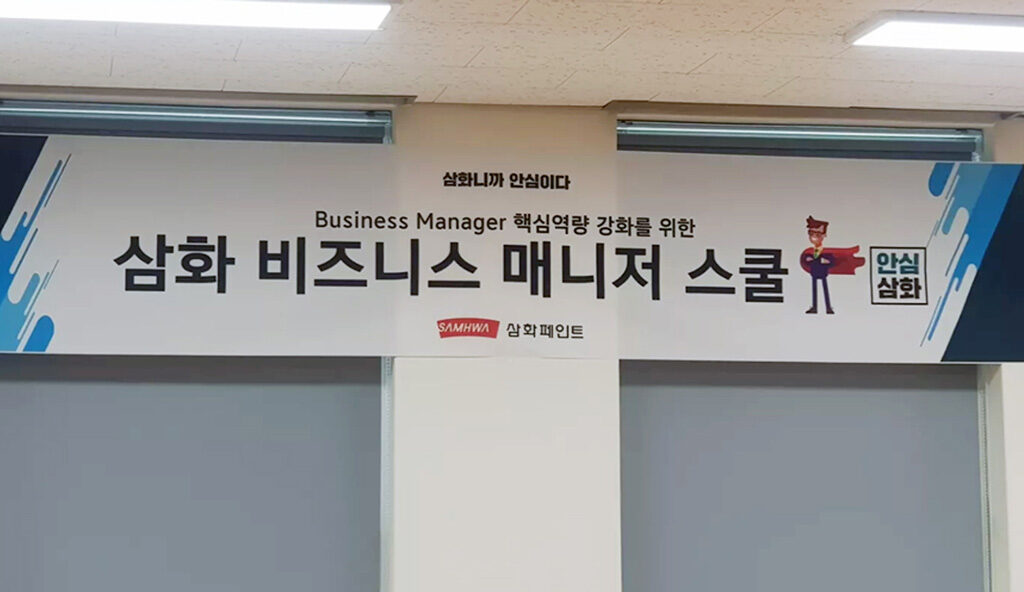 삼화니까 안심이다
Business Manager 핵심역량 강화를 위한
삼화 비즈니스 매니저 스쿨
안심
삼화
SAMHWA 삼화페인트